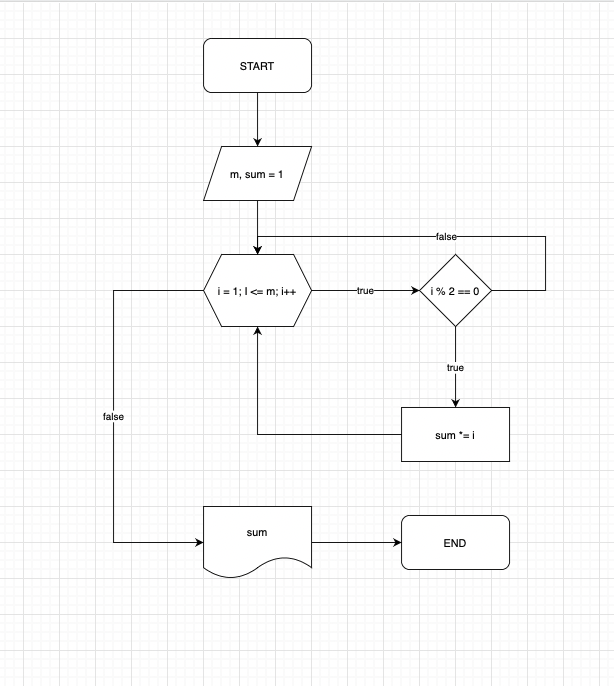 START
m, sum = 1
false
i = 1; I <= m; i++
true
i % 2 == 0
true
false
sum *= i
sum
END